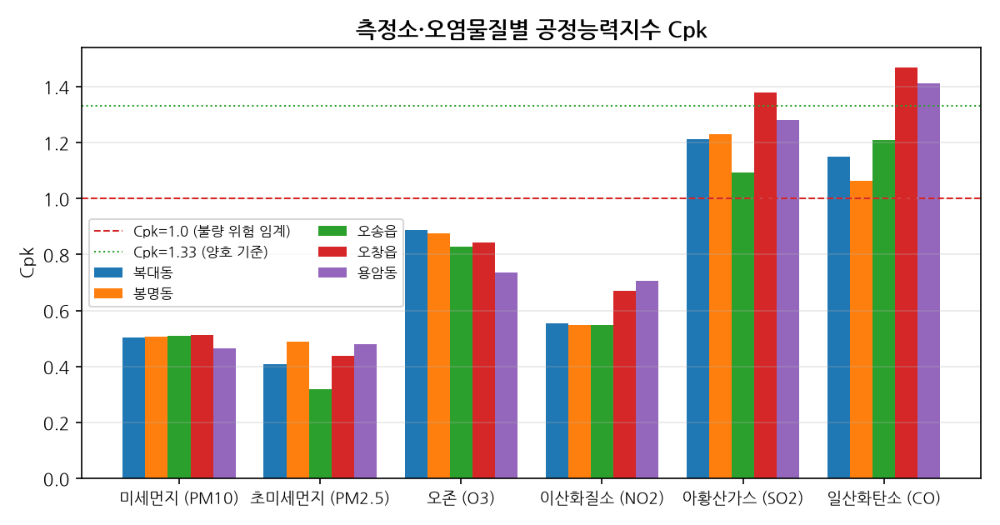 측정소·오염물질별 공정능력지수 Cpk
Cpk
1.4
1.2
1.0
0.8
0.6
0.4
0.2
0.0
Cpk=1.0 (불량 위험 임계)
Cpk=1.33 (양호 기준)
복대동
봉명동
오송읍
오창읍
용암동
미세먼지 (PM10)
초미세먼지 (PM2.5)
오존 (O3)
이산화질소 (NO2)
아황산가스 (SO2)
일산화탄소 (CO)